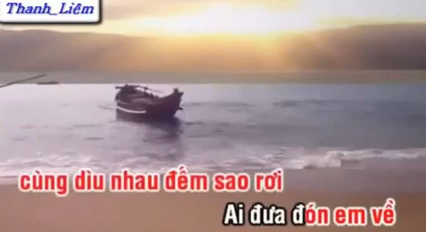 Thanh_Liêm
cùng dìu nhau đếm sao rơi
Ai đưa đón em về